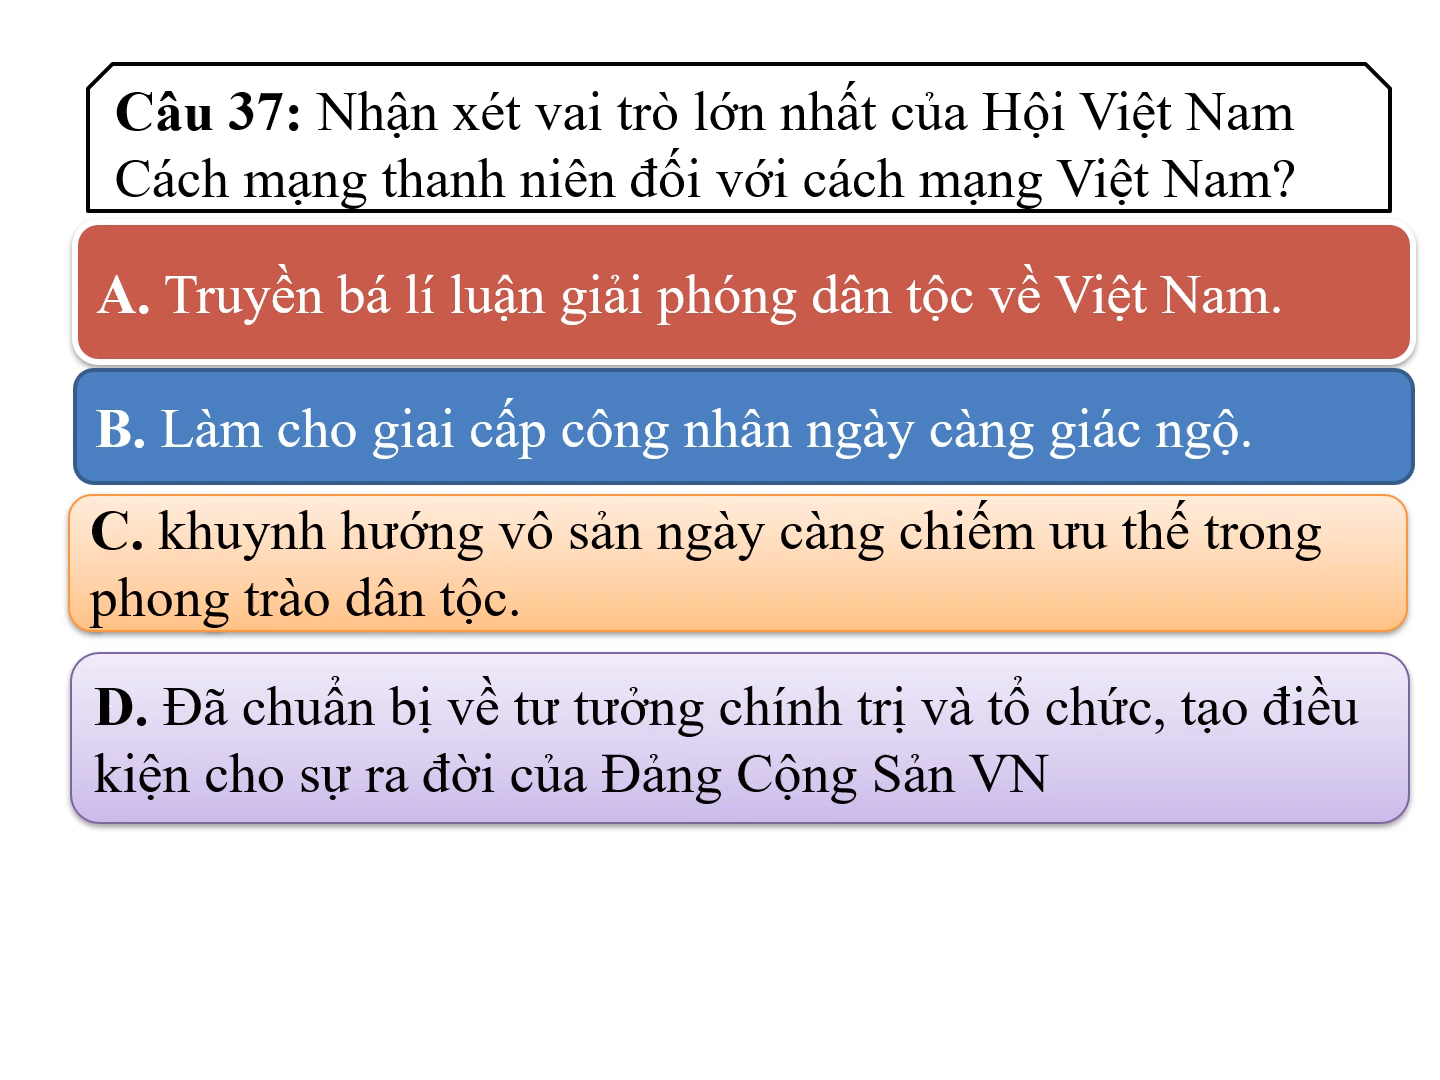 Câu 37: Nhận xét vai trò lớn nhất của Hội Việt Nam
Cách mạng thanh niên đối với cách mạng Việt Nam?
A. Truyền bá lí luận giải phóng dân tộc về Việt Nam.
B. Làm cho giai cấp công nhân ngày càng giác ngộ.
C. khuynh hướng vô sản ngày càng chiếm ưu thế trong
phong trào dân tộc.
D. Đã chuẩn bị về tư tưởng chính trị và tổ chức, tạo điều
kiện cho sự ra đời của Đảng Cộng Sản VN